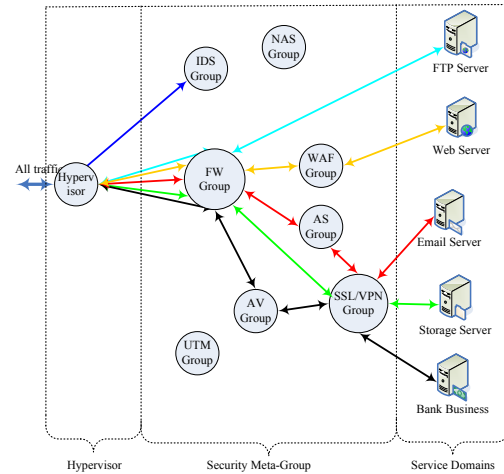 NAS
Group
IDS
Group
FTP Server
All traffic
Hyperv
isor
FW
Group
WAF
Group
Web Server
AS
Group
Email Server
AV
Group
SSL/VPN
Group
Storage Server
UTM
Group
Bank Business
Hypervisor
Security Meta-Group
Service Domains